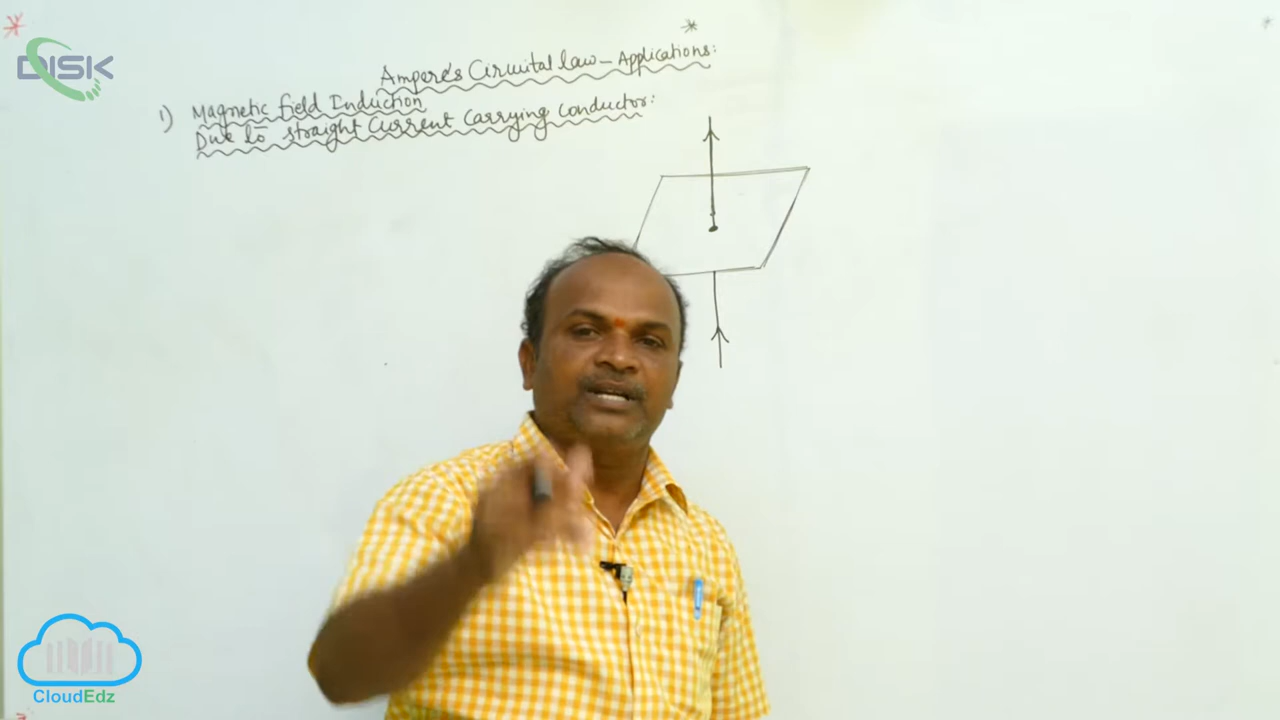 DISK
Ampere's Circuital law - Applications:
1) Magnetic field Induction
Due to straight Current Carrying conductor:
CloudEdz